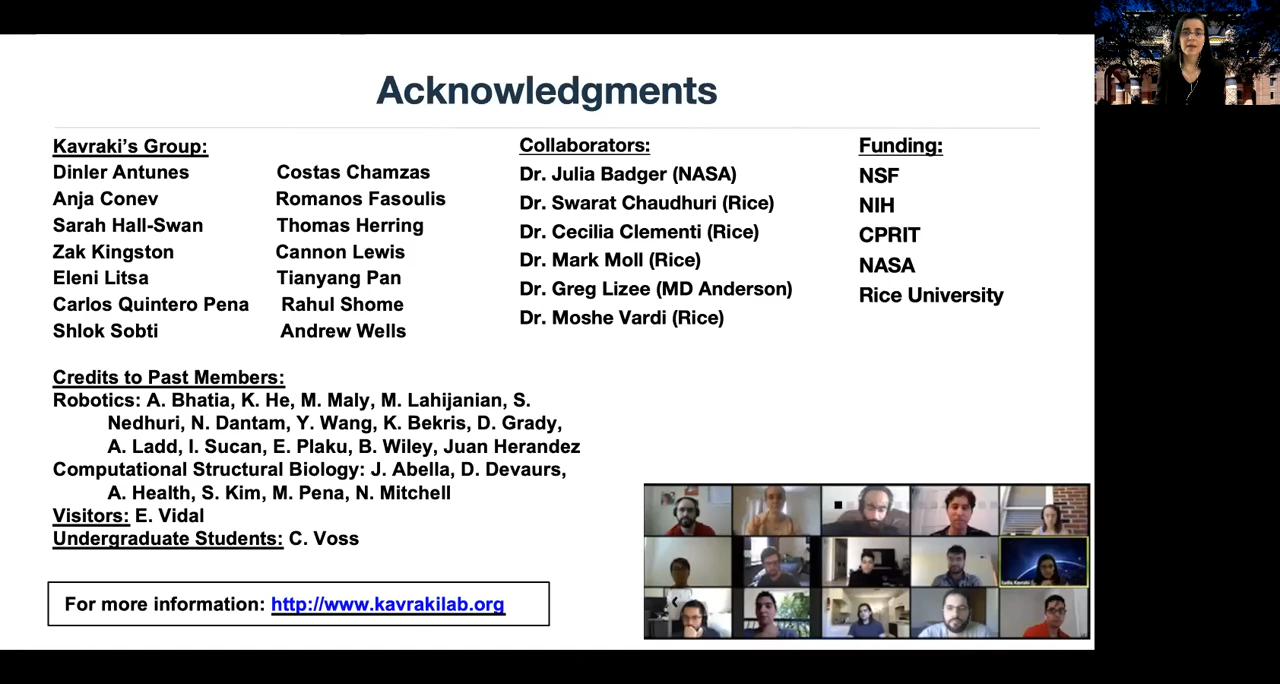 Acknowledgments
Kavraki's Group:
Dinler Antunes
Anja Conev
Sarah Hall-Swan
Zak Kingston
Eleni Litsa
Carlos Quintero Pena
Shlok Sobti
Costas Chamzas
Romanos Fasoulis
Thomas Herring
Cannon Lewis
Tianyang Pan
Rahul Shome
Andrew Wells
Collaborators:
Dr. Julia Badger (NASA)
Dr. Swarat Chaudhuri (Rice)
Dr. Cecilia Clementi (Rice)
Dr. Mark Moll (Rice)
Dr. Greg Lizee (MD Anderson)
Dr. Moshe Vardi (Rice)
Funding:
NSF
NIH
CPRIT
NASA
Rice University
Credits to Past Members:
Robotics: A. Bhatia, K. He, M. Maly, M. Lahijanian, S.
Nedhuri, N. Dantam, Y. Wang, K. Bekris, D. Grady,
A. Ladd, I. Sucan, E. Plaku, B. Wiley, Juan Herandez
Computational Structural Biology: J. Abella, D. Devaurs,
A. Health, S. Kim, M. Pena, N. Mitchell
Visitors: E. Vidal
Undergraduate Students: C. Voss
For more information: http://www.kavrakilab.org
Lydia Kavraki